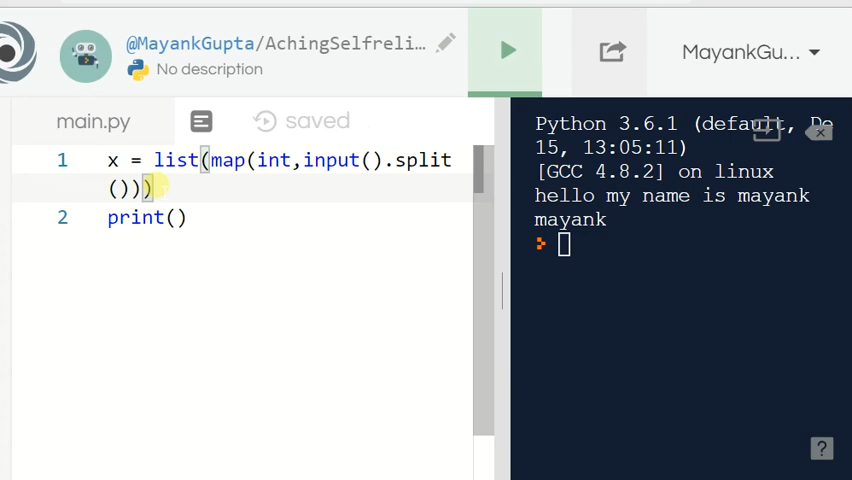 @MayankGupta/AchingSelfreli...
No description
MayankGu...
main.py
saved
1 x = list(map(int,input().split
()))
2 print()
Python 3.6.1 (default, De
15, 13:05:11)
[GCC 4.8.2] on linux
hello my name is mayank
mayank
?